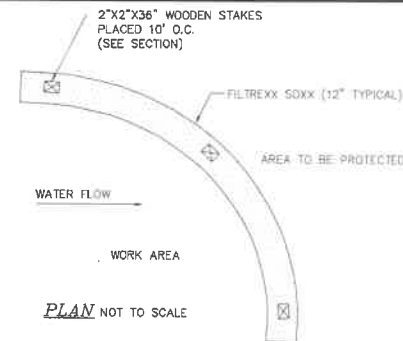 2"X2"X36" WOODEN STAKES
PLACED 10' O.C.
(SEE SECTION)
FILTREXX SOXX (12" TYPICAL)
AREA TO BE PROTECTED
WATER FLOW
WORK AREA
PLAN NOT TO SCALE